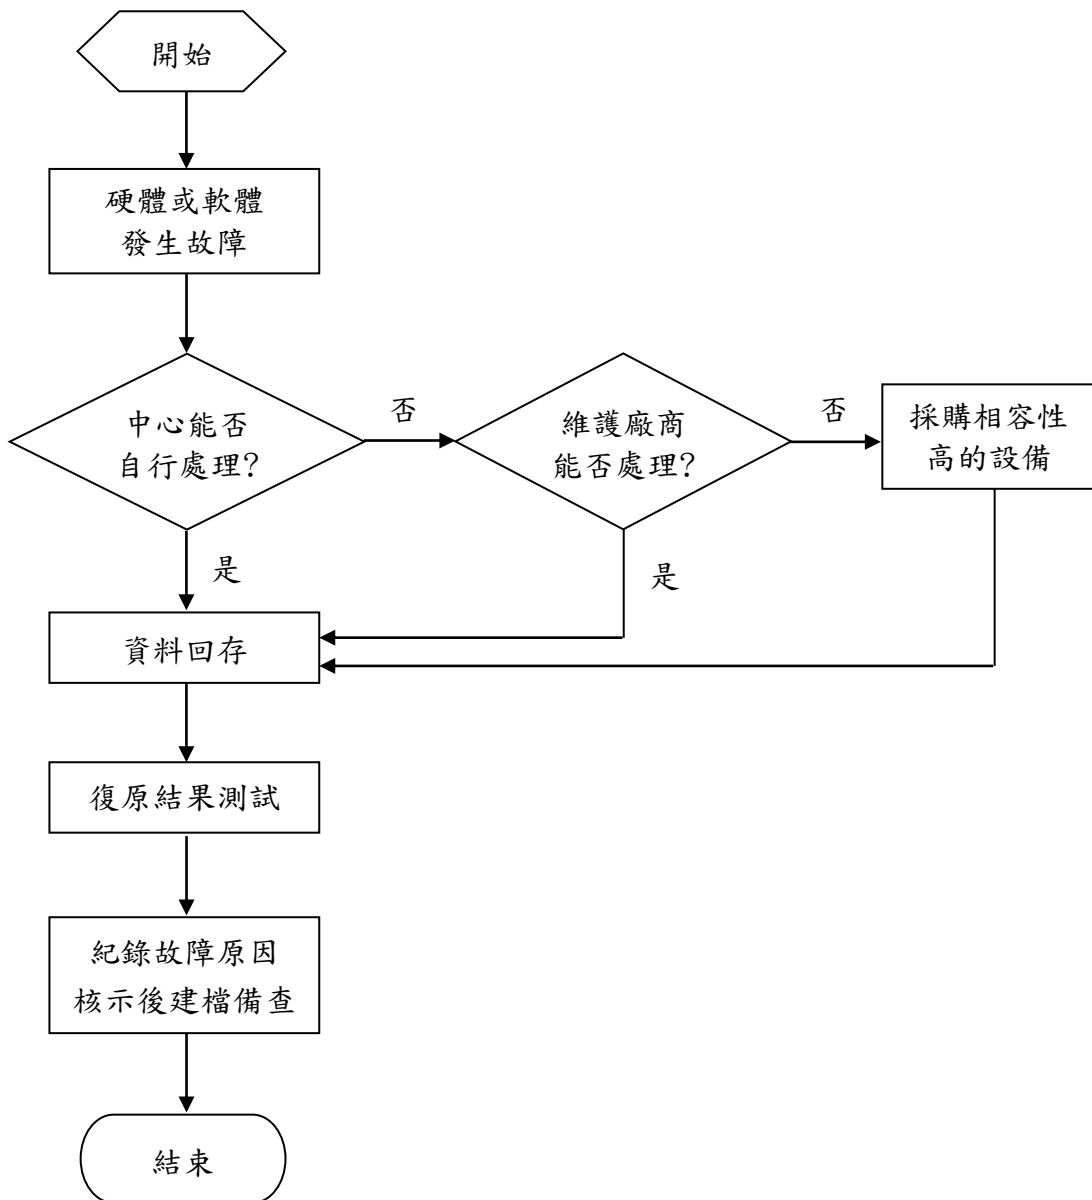 開始
硬體或軟體
發生故障
中心能否
自行處理?
否
維護廠商
能否處理?
否
採購相容性
高的設備
是
是
資料回存
復原結果測試
紀錄故障原因
核示後建檔備查
結束